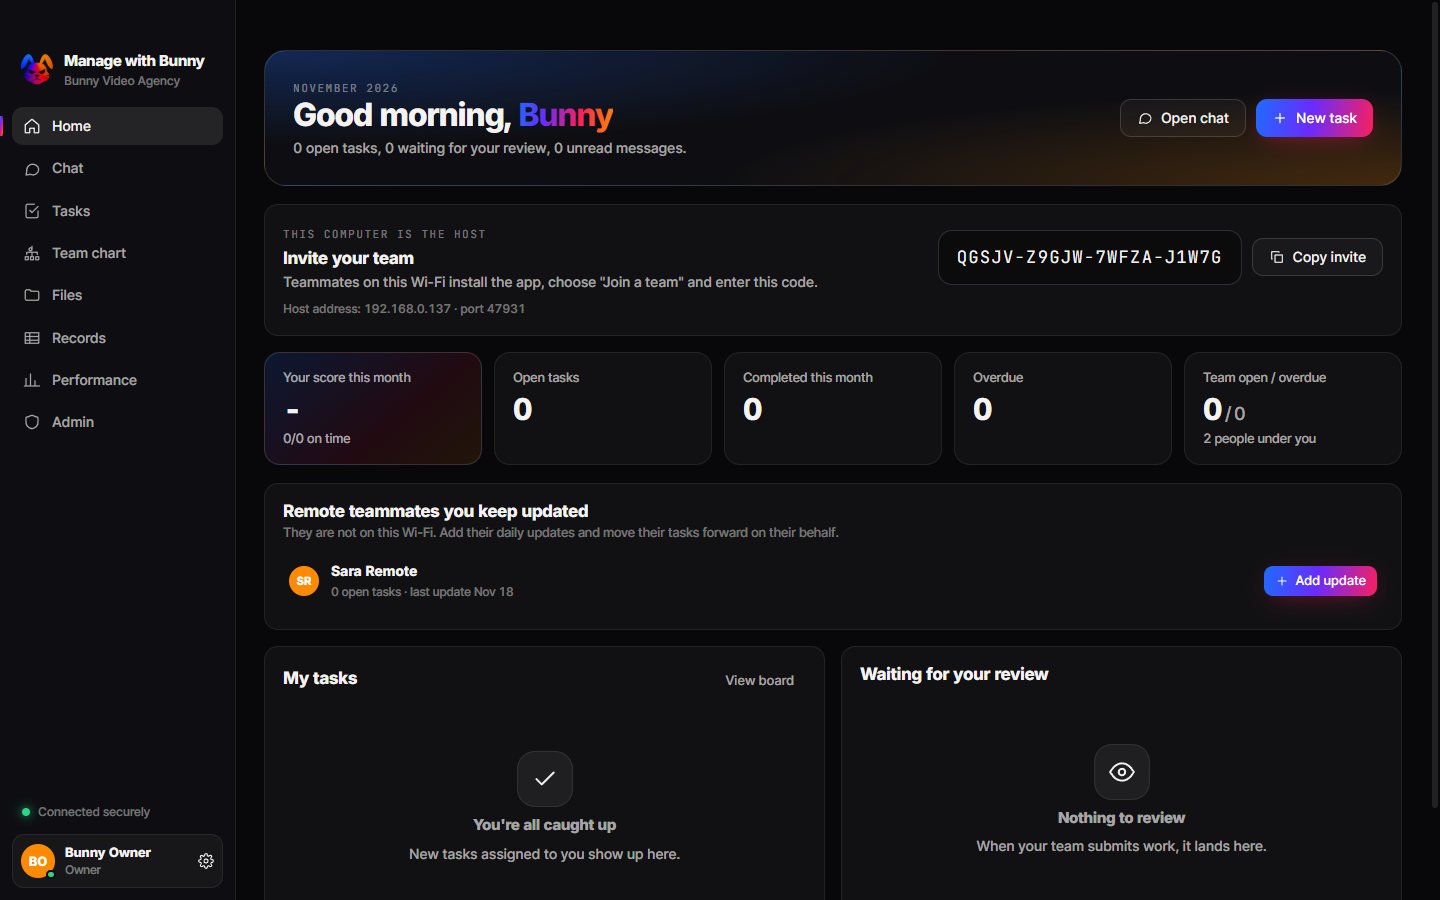 Manage with Bunny
Bunny Video Agency
Home
Chat
Tasks
Team chart
Files
Records
Performance
Admin
Connected securely
BO
Bunny Owner
Owner
NOVEMBER 2026
Good morning, Bunny
0 open tasks, 0 waiting for your review, 0 unread messages.
Open chat
New task
THIS COMPUTER IS THE HOST
Invite your team
Teammates on this Wi-Fi install the app, choose "Join a team" and enter this code.
Host address: 192.168.0.137 · port 47931
QGSJV-Z9GJW-7WFZA-J1W7G
Copy invite
Your score this month
-
0/0 on time
Open tasks
0
Completed this month
0
Overdue
0
Team open / overdue
0 / 0
2 people under you
Remote teammates you keep updated
They are not on this Wi-Fi. Add their daily updates and move their tasks forward on their behalf.
SR
Sara Remote
0 open tasks · last update Nov 18
Add update
My tasks
View board
You're all caught up
New tasks assigned to you show up here.
Waiting for your review
Nothing to review
When your team submits work, it lands here.